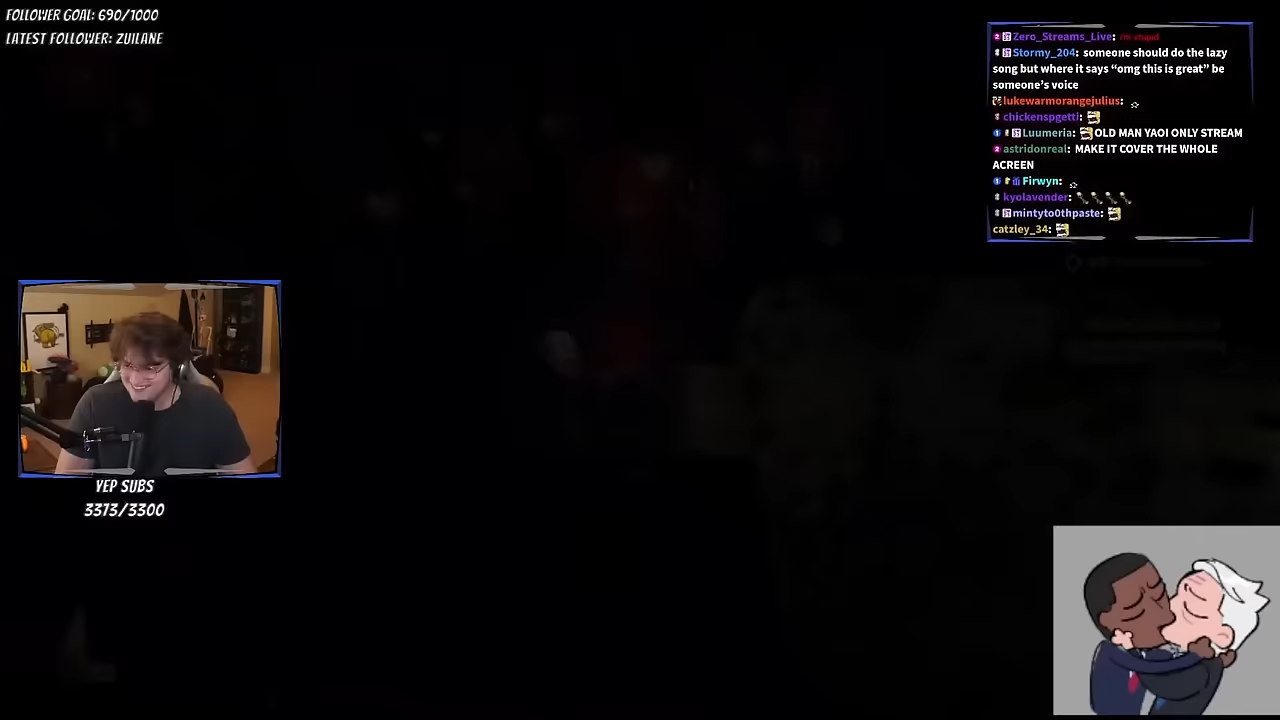 FOLLOWER GOAL: 690/1000
LATEST FOLLOWER: ZUILANE
Zero_Streams_Live: i'm stupid
Stormy_204: someone should do the lazy
song but where it says “omg this is great” be
someone’s voice
lukewarmorangejulius:
chickenspgetti:
Luumeria: OLD MAN YAOI ONLY STREAM
astridonreal: MAKE IT COVER THE WHOLE
ACREEN
Firwyn:
kyolavender:
mintyto0thpaste:
catzley_34:
YEP SUBS
3373/3300